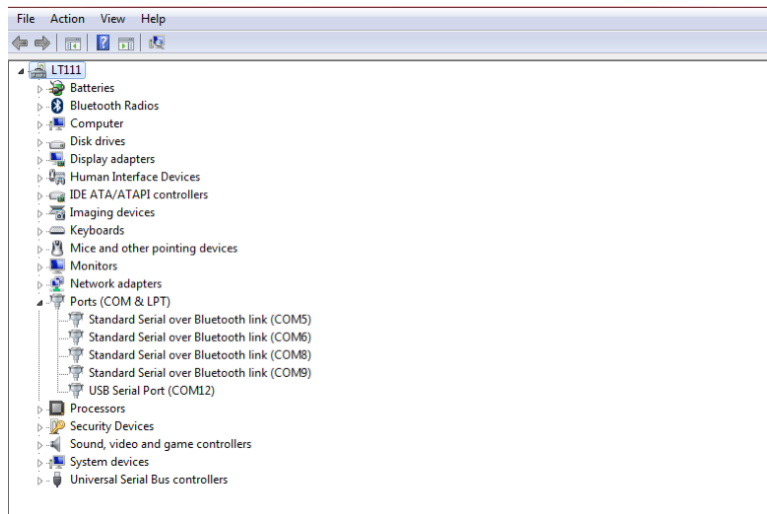 File Action View Help
LT111
Batteries
Bluetooth Radios
Computer
Disk drives
Display adapters
Human Interface Devices
IDE ATA/ATAPI controllers
Imaging devices
Keyboards
Mice and other pointing devices
Monitors
Network adapters
Ports (COM & LPT)
Standard Serial over Bluetooth link (COM5)
Standard Serial over Bluetooth link (COM6)
Standard Serial over Bluetooth link (COM8)
Standard Serial over Bluetooth link (COM9)
USB Serial Port (COM12)
Processors
Security Devices
Sound, video and game controllers
System devices
Universal Serial Bus controllers